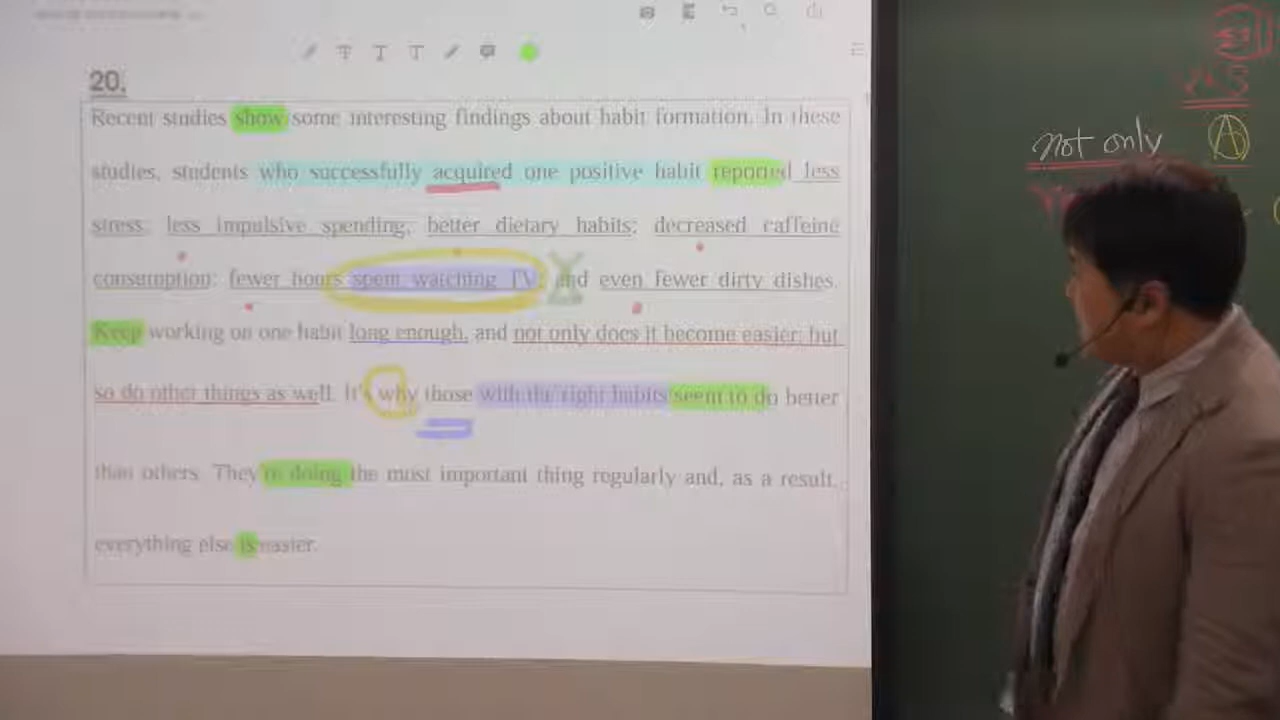 20.
Recent studies show some interesting findings about habit formation. In these
studies, students who successfully acquired one positive habit reported less
stress; less impulsive spending; better dietary habits; decreased caffeine
consumption; fewer hours spent watching TV; and even fewer dirty dishes.
Keep working on one habit long enough, and not only does it become easier, but
so do other things as well. It's why those with the right habits seem to do better
than others. They're doing the most important thing regularly and, as a result,
everything else is easier.
not only A